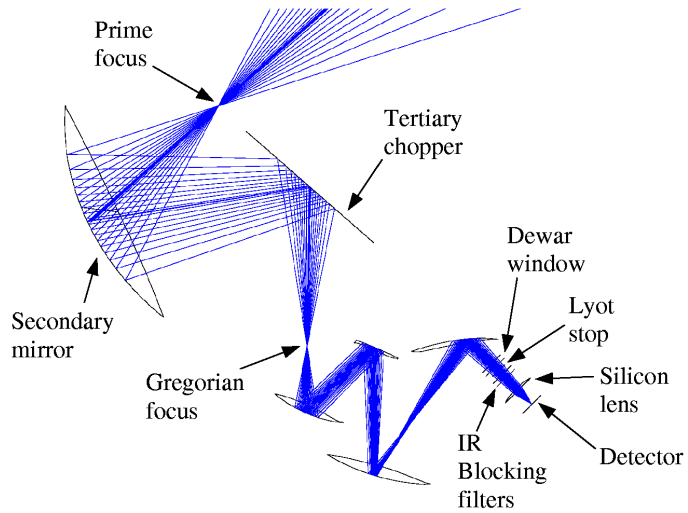 Prime
focus
Tertiary
chopper
Dewar
window
Lyot
stop
Silicon
lens
Secondary
mirror
Gregorian
focus
IR
Blocking
filters
Detector